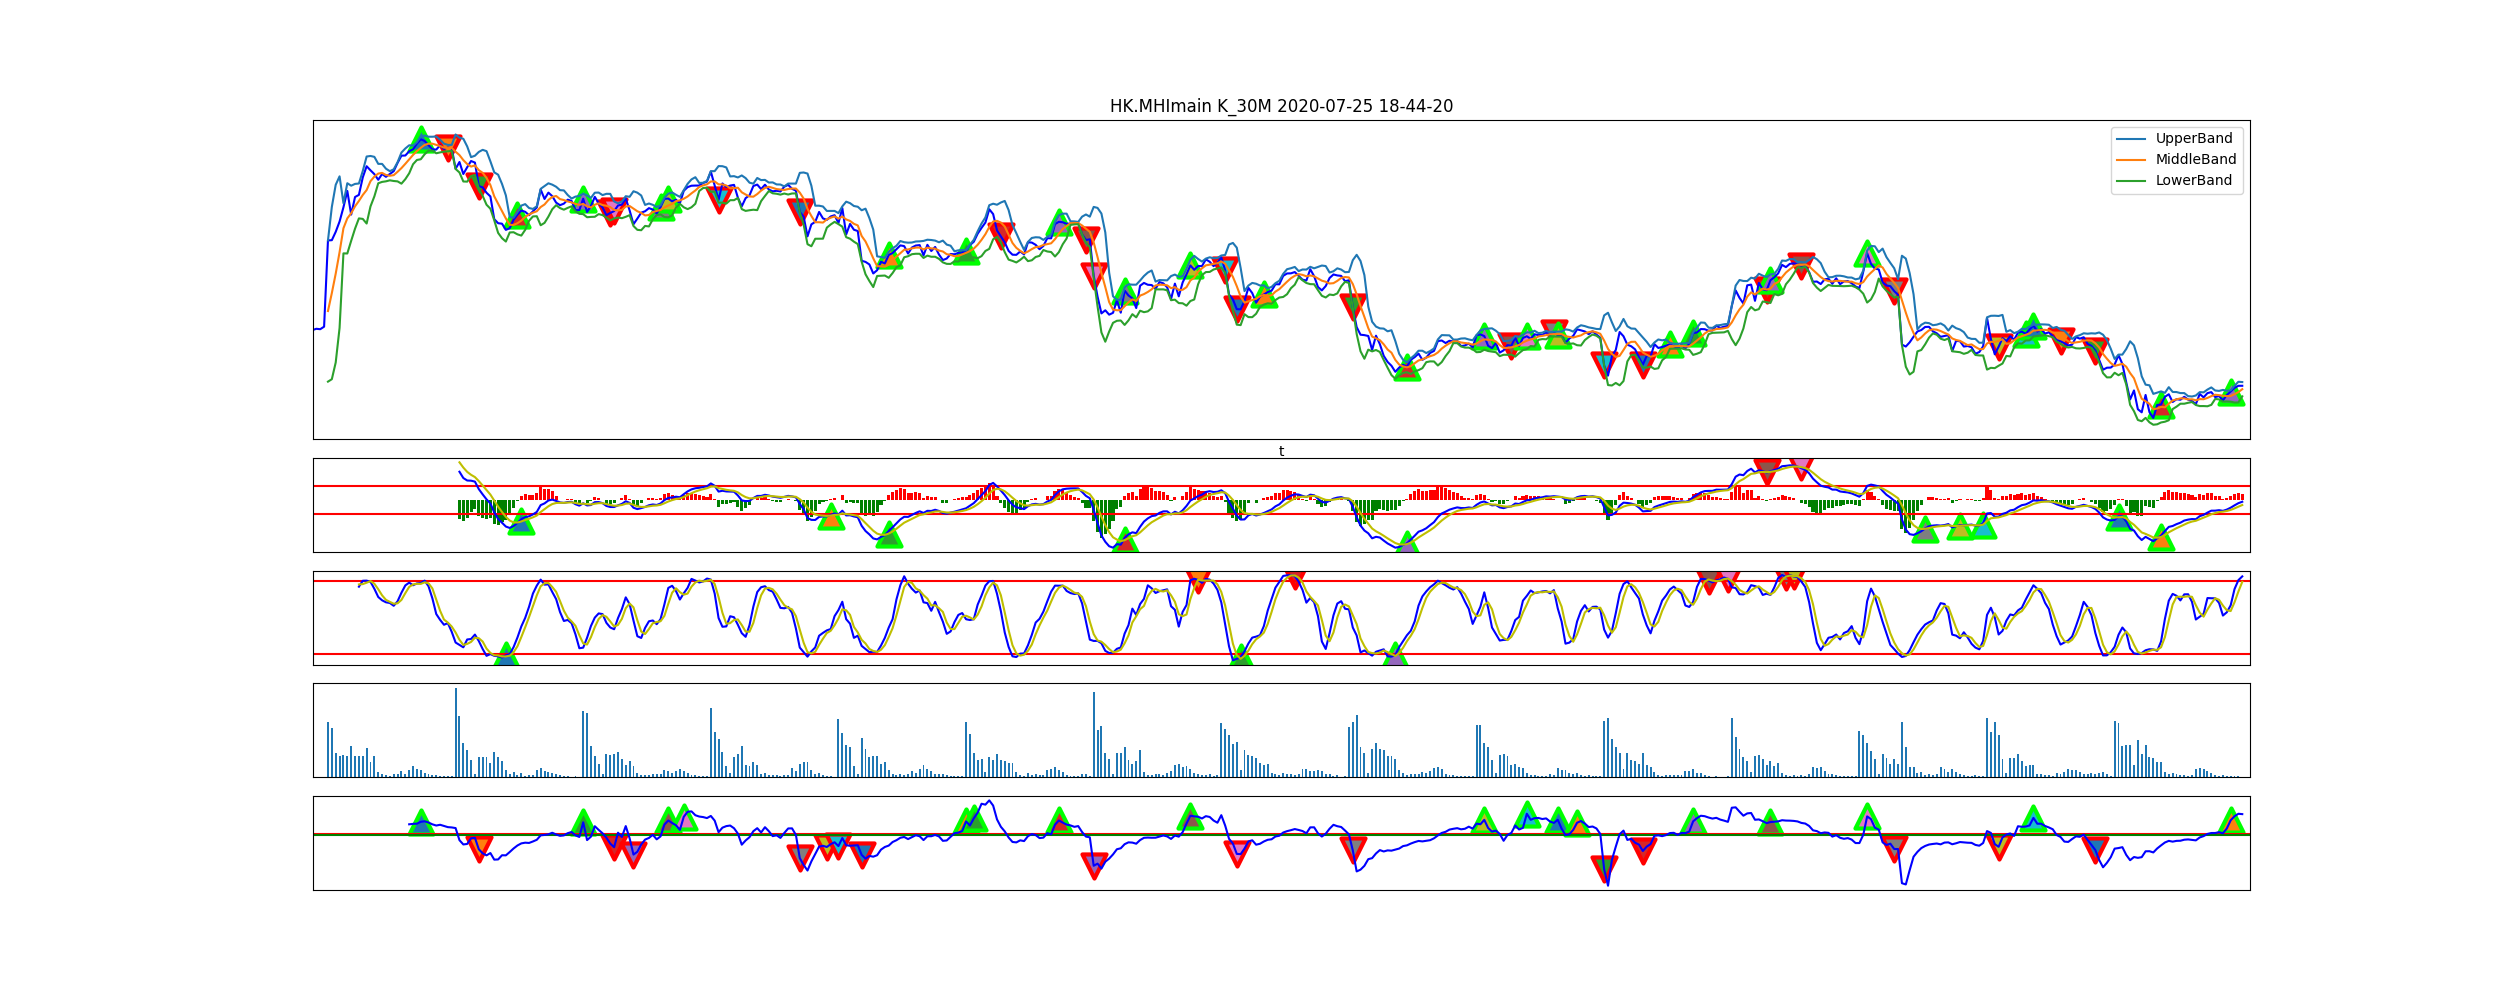 HK.MHImain K_30M 2020-07-25 18-44-20
UpperBand
MiddleBand
LowerBand
t